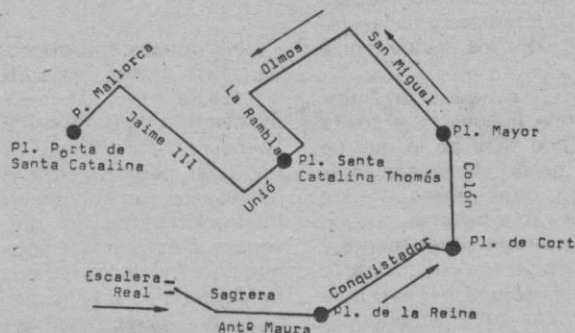 Olmos
San Miguel
P. Mallorca
La Rambla
Jaime III
Pl. Porta de
Santa Catalina
Pl. Mayor
Pl. Santa
Catalina Thomós
Unió
Colón
Pl. de Cort
Conquistador
Escalera
Real
Sagrera
Antº Maura
Pl. de la Reina